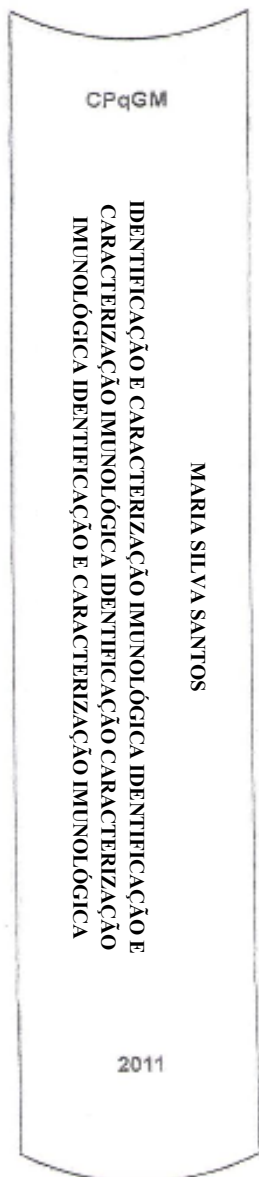 CPqGM
MARIA SILVA SANTOS
IDENTIFICAÇÃO E CARACTERIZAÇÃO IMUNOLÓGICA IDENTIFICAÇÃO E
CARACTERIZAÇÃO IMUNOLÓGICA IDENTIFICAÇÃO CARACTERIZAÇÃO
IMUNOLÓGICA IDENTIFICAÇÃO E CARACTERIZAÇÃO IMUNOLÓGICA
2011